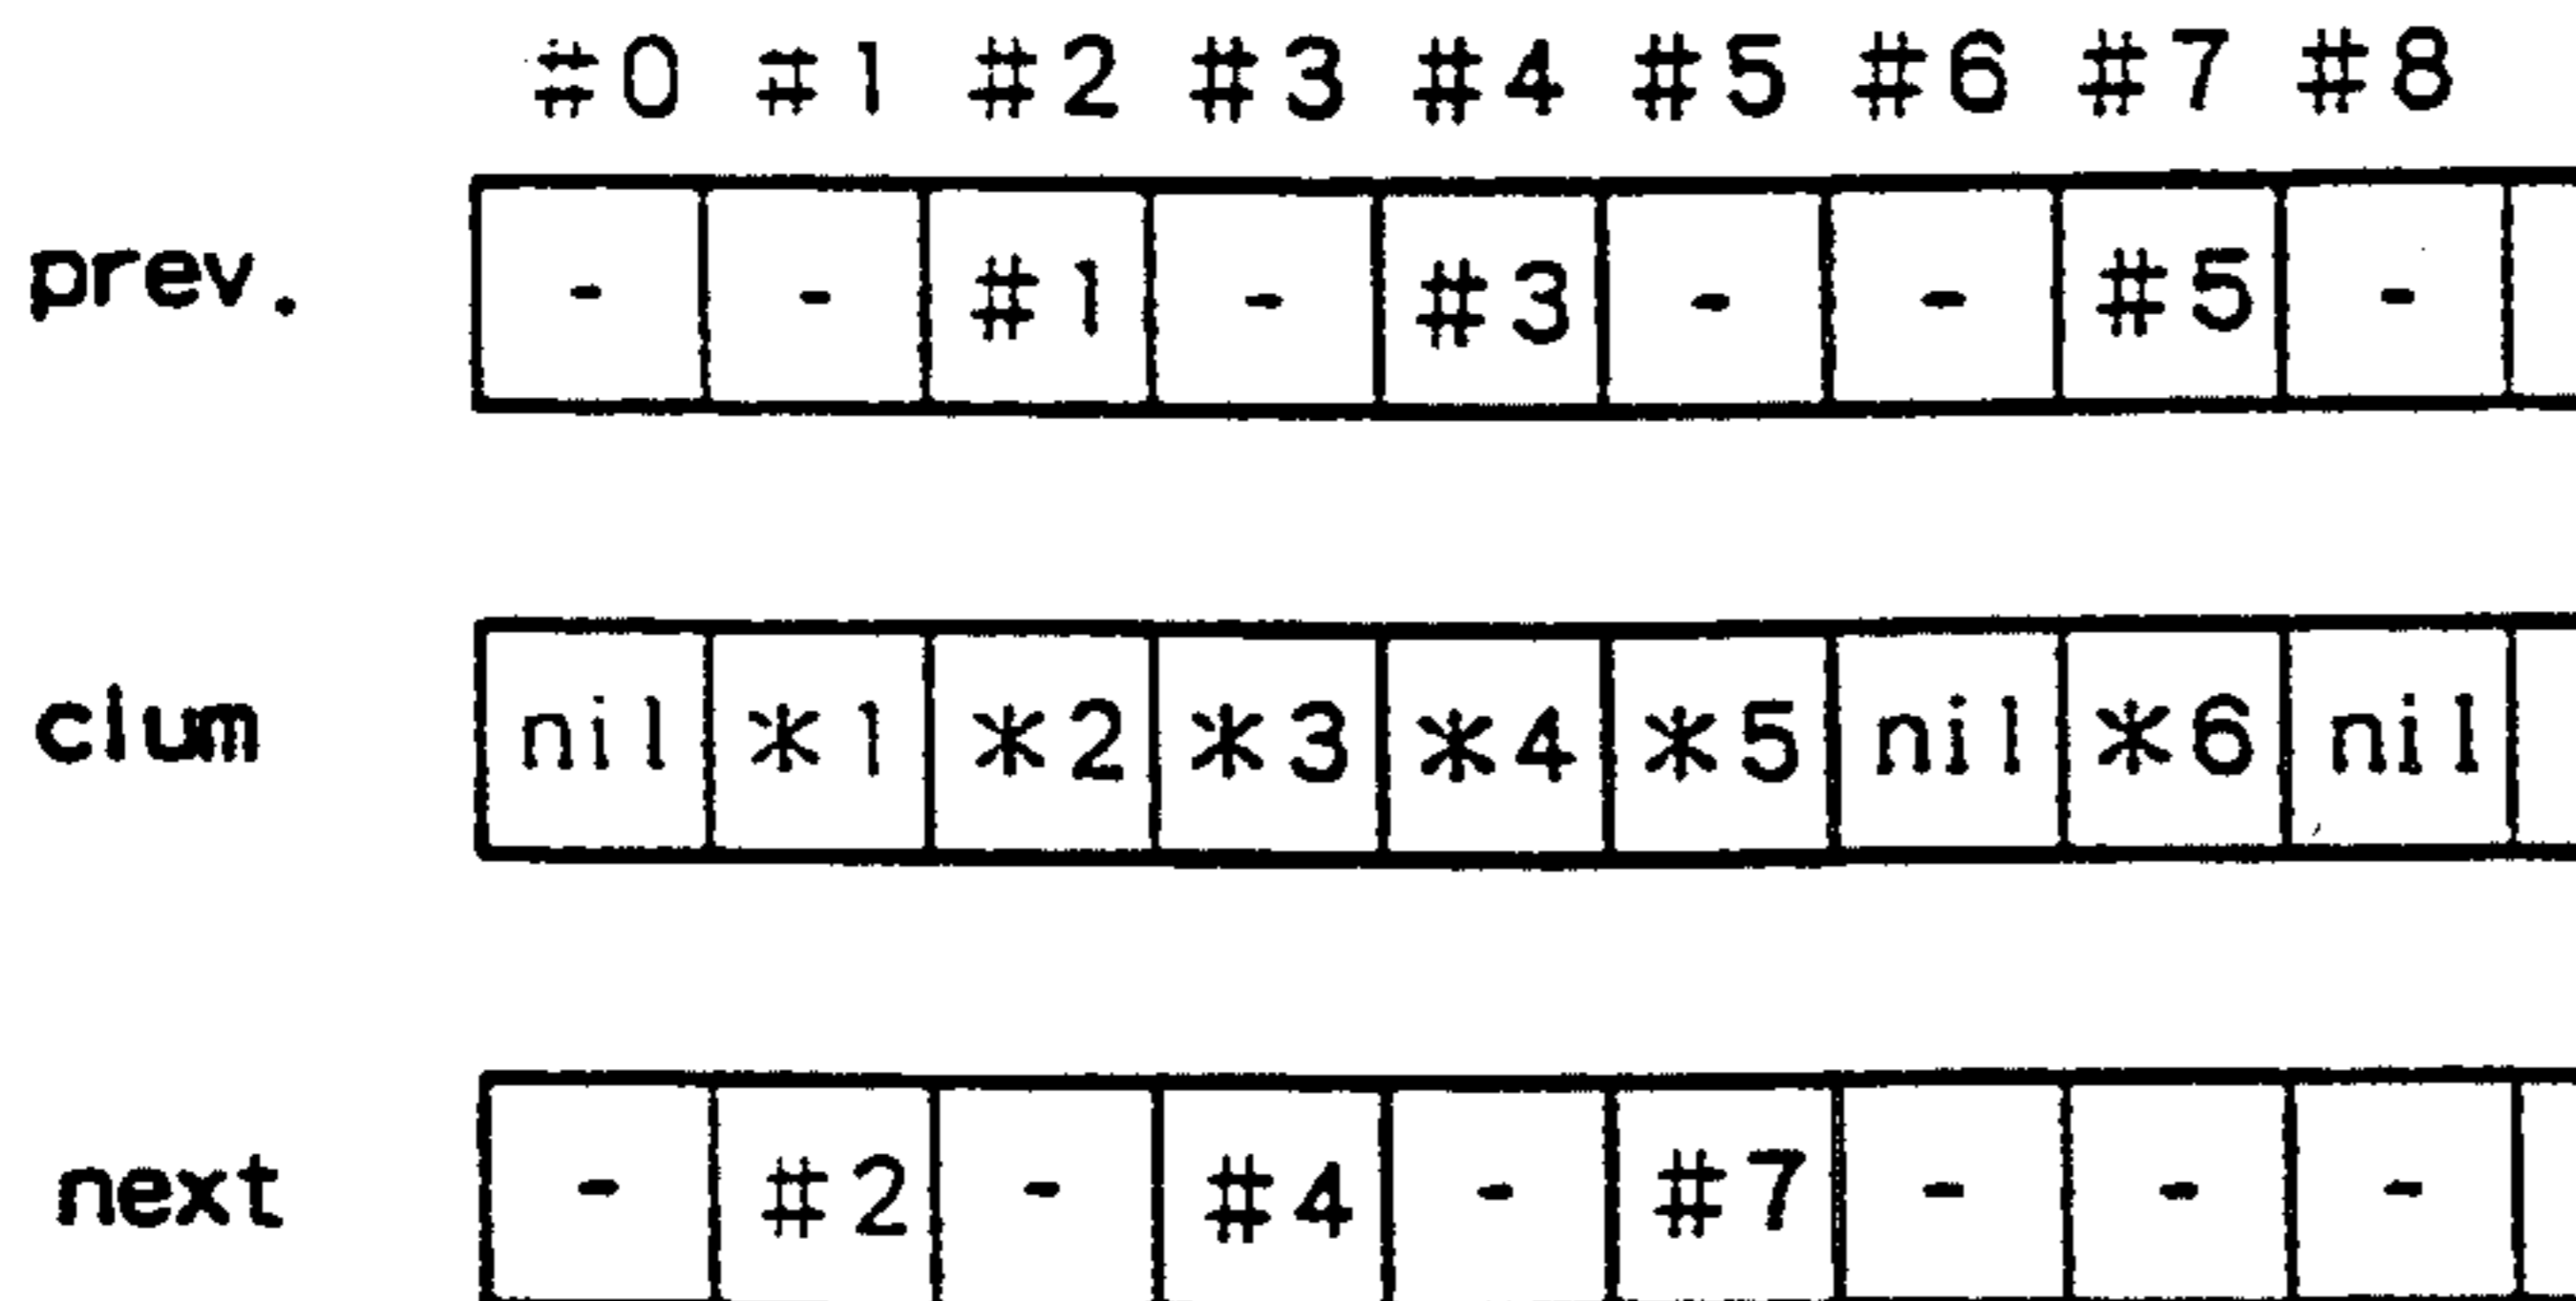 #0 #1 #2 #3 #4 #5 #6 #7 #8
prev. - - #1 - #3 - - #5 -
clum nil *1 *2 *3 *4 *5 nil *6 nil
next - #2 - #4 - #7 - - -